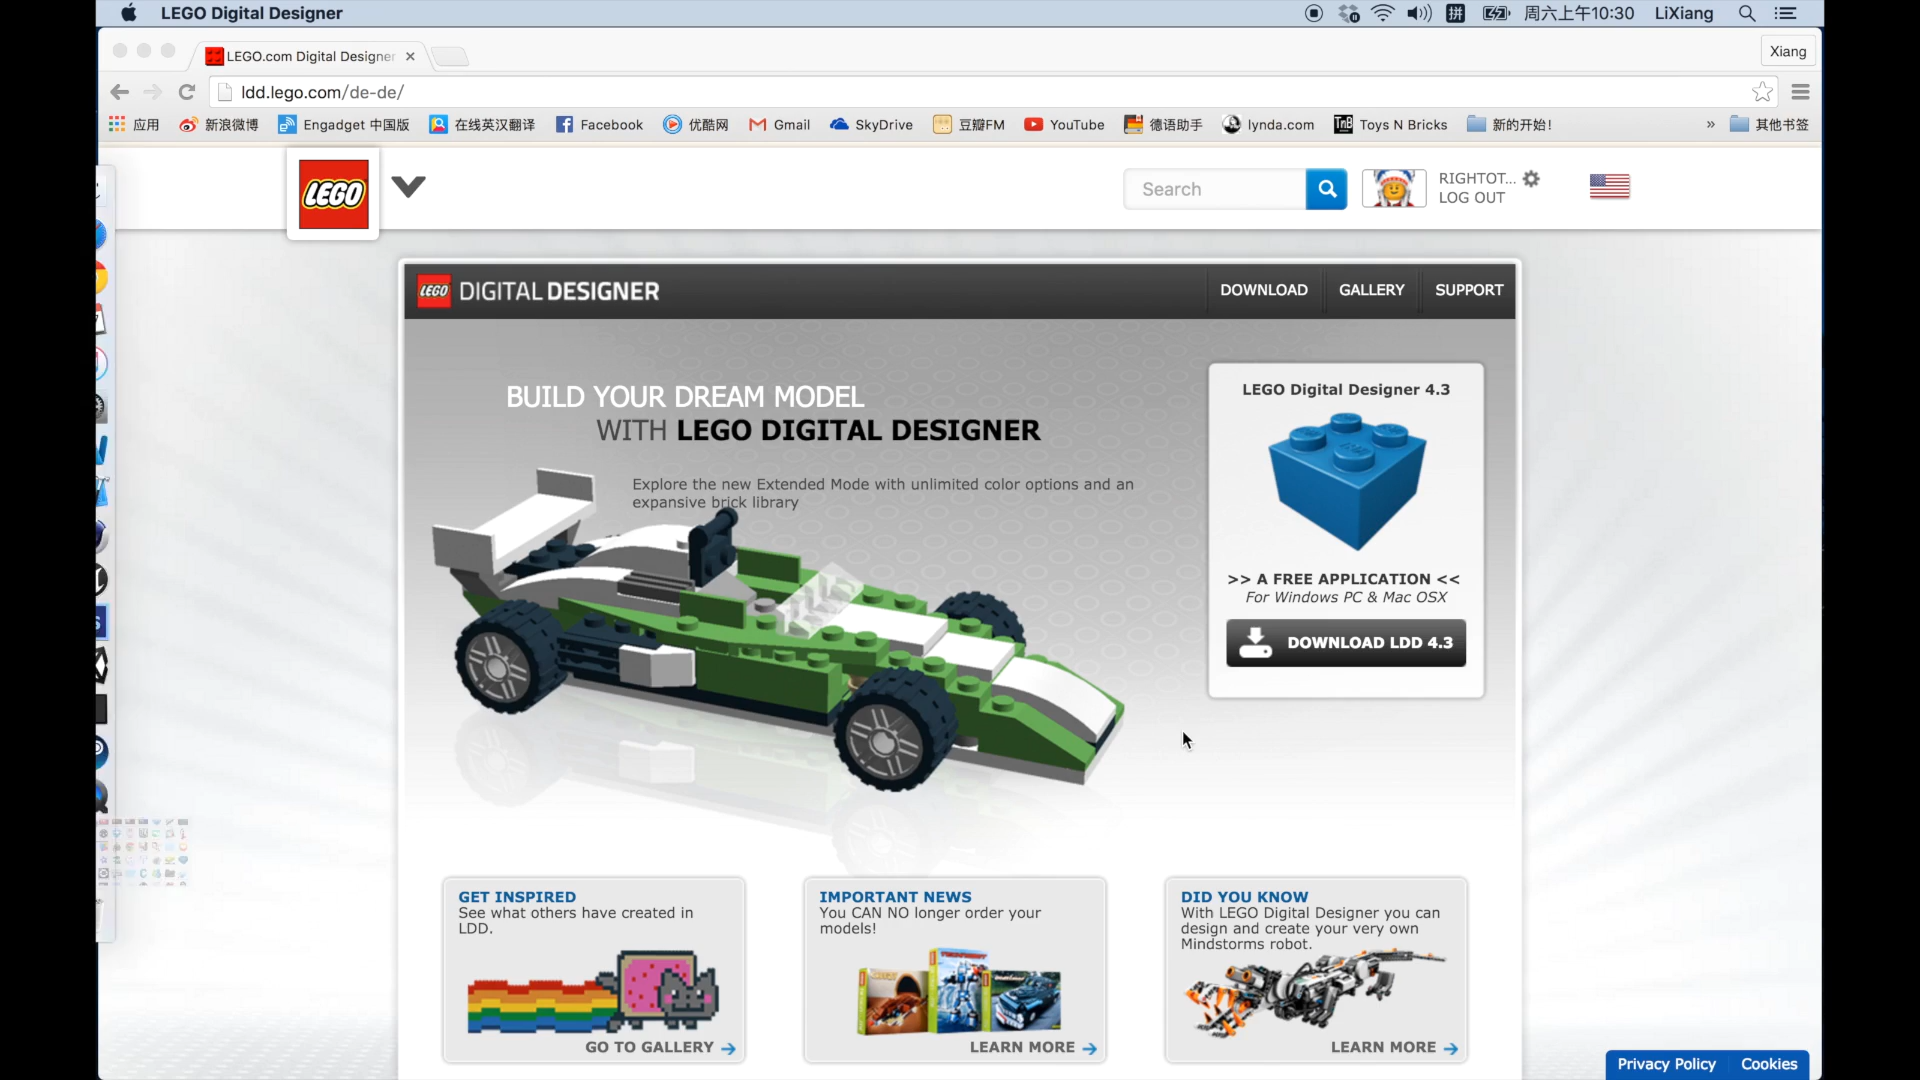 LEGO Digital Designer
周六上午10:30
LiXiang
LEGO.com Digital Designer
Xiang
ldd.lego.com/de-de/
应用
新浪微博
Engadget 中国版
在线英汉翻译
Facebook
优酷网
Gmail
SkyDrive
豆瓣FM
YouTube
德语助手
lynda.com
Toys N Bricks
新的开始!
»
其他书签
LEGO
Search
RIGHTOT...
LOG OUT
LEGO DIGITAL DESIGNER
DOWNLOAD
GALLERY
SUPPORT
BUILD YOUR DREAM MODEL
WITH LEGO DIGITAL DESIGNER
Explore the new Extended Mode with unlimited color options and an
expansive brick library
LEGO Digital Designer 4.3
>> A FREE APPLICATION <<
For Windows PC & Mac OSX
DOWNLOAD LDD 4.3
GET INSPIRED
See what others have created in
LDD.
GO TO GALLERY
IMPORTANT NEWS
You CAN NO longer order your
models!
LEARN MORE
DID YOU KNOW
With LEGO Digital Designer you can
design and create your very own
Mindstorms robot.
LEARN MORE
Privacy Policy
Cookies